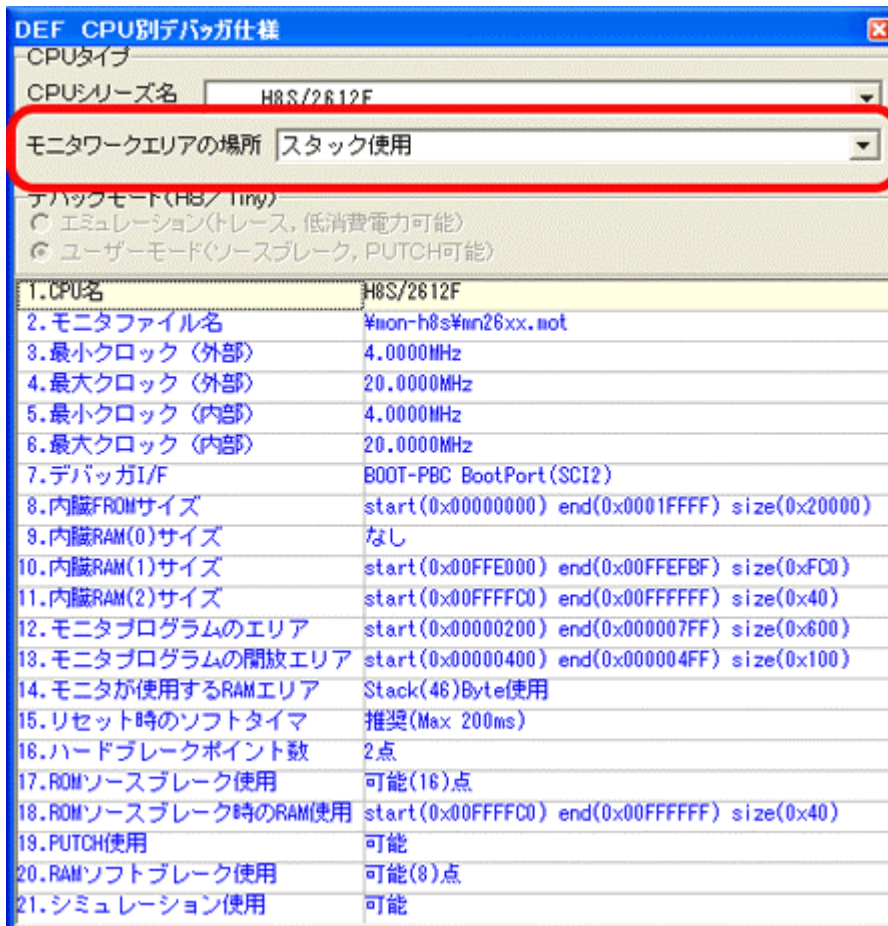 DEF CPU別デバッガ仕様
CPUタイプ
CPUシリーズ名 H8S/2612F
モニタワークエリアの場所 スタック使用
デバックモード(H8/Tiny)
エミュレーション(トレース, 低消費電力可能)
ユーザーモード(ソースブレーク, PUTCH可能)
1.CPU名 H8S/2612F
2.モニタファイル名 ¥mon-h8s¥mn26xx.mot
3.最小クロック（外部） 4.0000MHz
4.最大クロック（外部） 20.0000MHz
5.最小クロック（内部） 4.0000MHz
6.最大クロック（内部） 20.0000MHz
7.デバッガI/F BOOT-PBC BootPort(SCI2)
8.内臓FROMサイズ start(0x00000000) end(0x0001FFFF) size(0x20000)
9.内臓RAM(0)サイズ なし
10.内臓RAM(1)サイズ start(0x00FFE000) end(0x00FFEFBF) size(0xFC0)
11.内臓RAM(2)サイズ start(0x00FFFFC0) end(0x00FFFFFF) size(0x40)
12.モニタプログラムのエリア start(0x00000200) end(0x000007FF) size(0x600)
13.モニタプログラムの開放エリア start(0x00000400) end(0x000004FF) size(0x100)
14.モニタが使用するRAMエリア Stack(46)Byte使用
15.リセット時のソフトタイマ 推奨(Max 200ms)
16.ハードブレークポイント数 2点
17.ROMソースブレーク使用 可能(16)点
18.ROMソースブレーク時のRAM使用 start(0x00FFFFC0) end(0x00FFFFFF) size(0x40)
19.PUTCH使用 可能
20.RAMソフトブレーク使用 可能(8)点
21.シミュレーション使用 可能